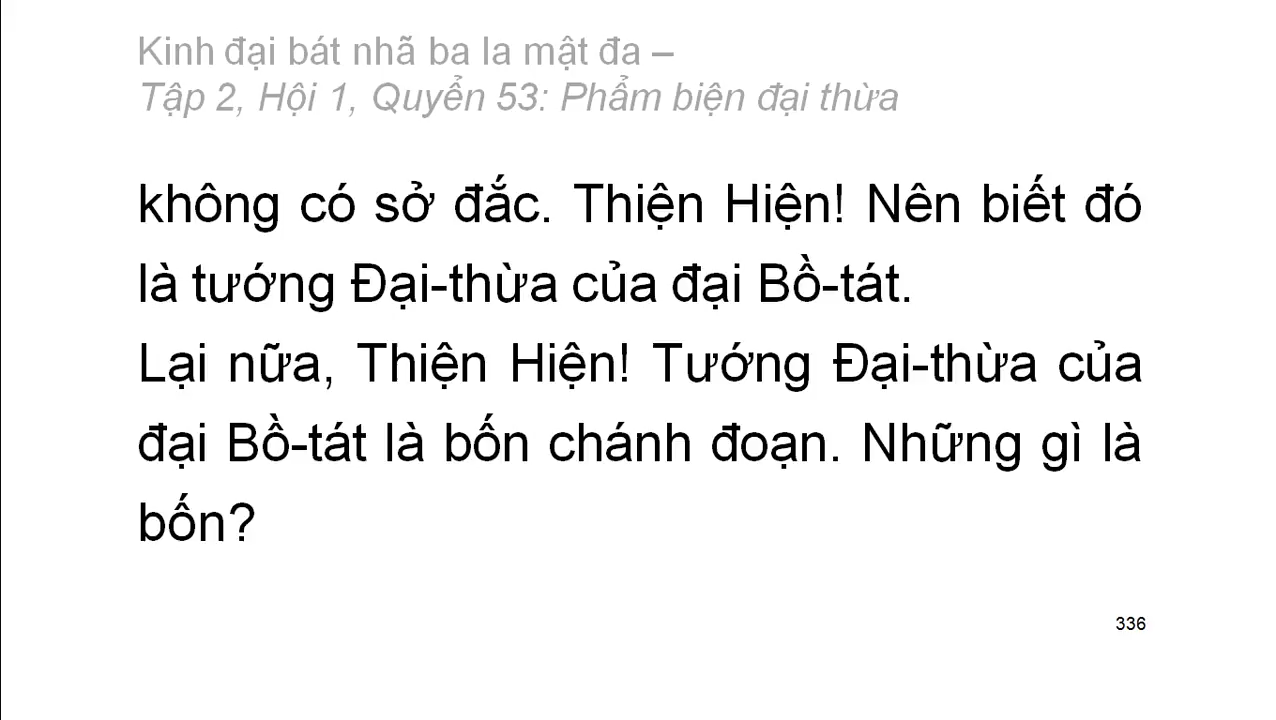 Kinh đại bát nhã ba la mật đa –
Tập 2, Hội 1, Quyển 53: Phẩm biện đại thừa
không có sở đắc. Thiện Hiện! Nên biết đó
là tướng Đại-thừa của đại Bồ-tát.
Lại nữa, Thiện Hiện! Tướng Đại-thừa của
đại Bồ-tát là bốn chánh đoạn. Những gì là
bốn?
336